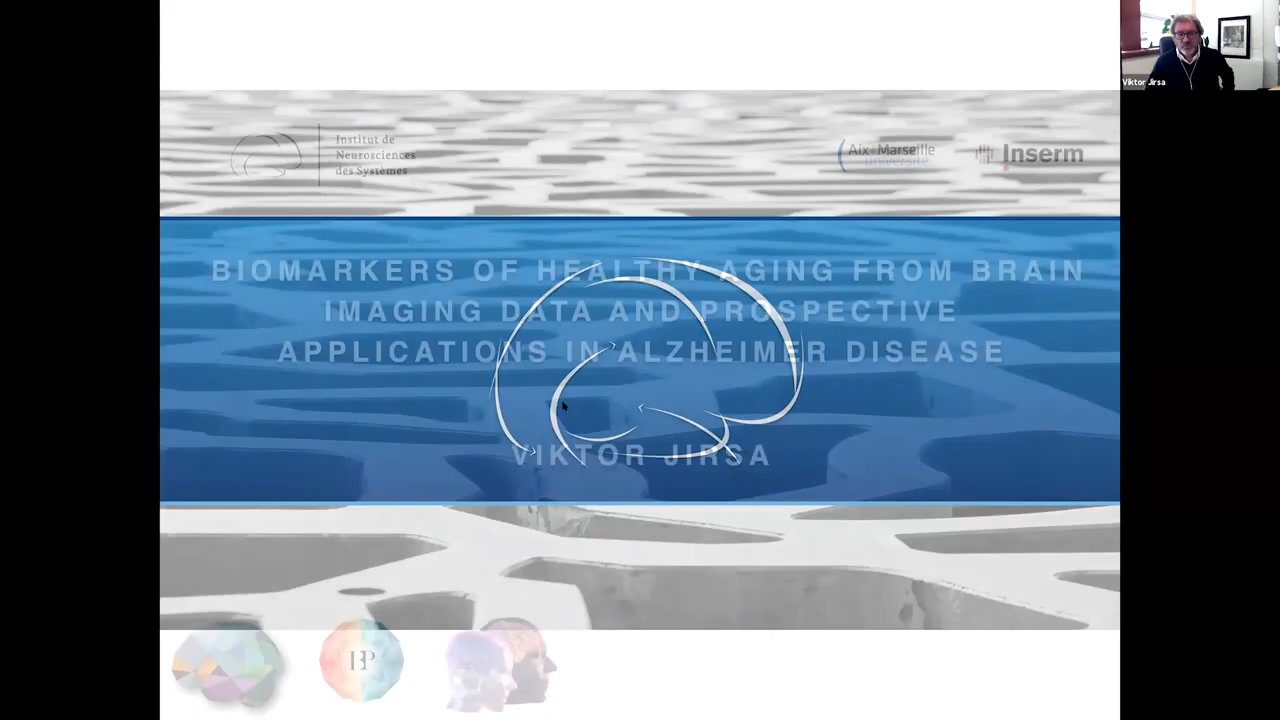 Viktor Jirsa
Institut de
Neurosciences
des Systèmes
Aix Marseille
université
Inserm
BIOMARKERS OF HEALTHY AGING FROM BRAIN
IMAGING DATA AND PROSPECTIVE
APPLICATIONS IN ALZHEIMER DISEASE
VIKTOR JIRSA